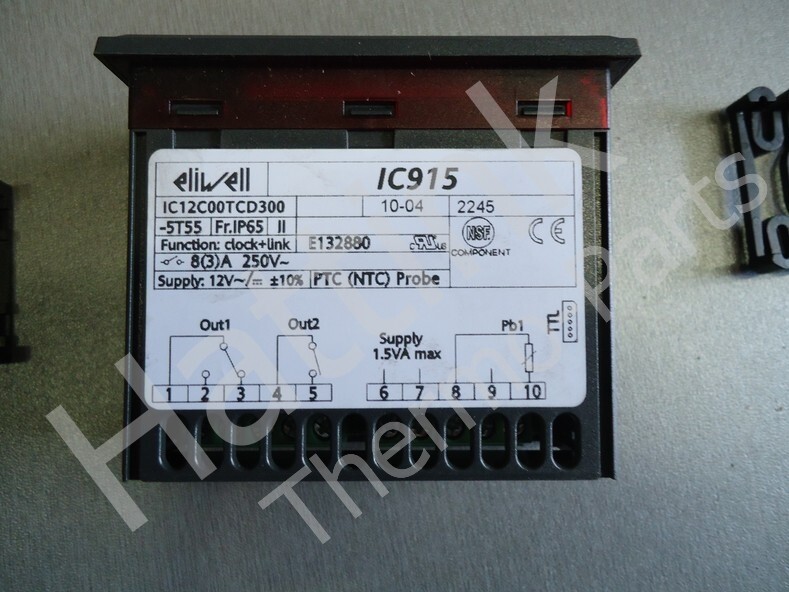 eliwell IC915
IC12C00TCD300 10-04 2245
-5T55 Fr.IP65 II
Function: clock+link E132880 c RU us
NSF
COMPONENT
CE
8(3)A 250V~
Supply: 12V~/⎓ ±10% PTC (NTC) Probe
Out1 Out2 Supply Pb1 TTL
1.5VA max
1 2 3 4 5 6 7 8 9 10
Thermo Parts